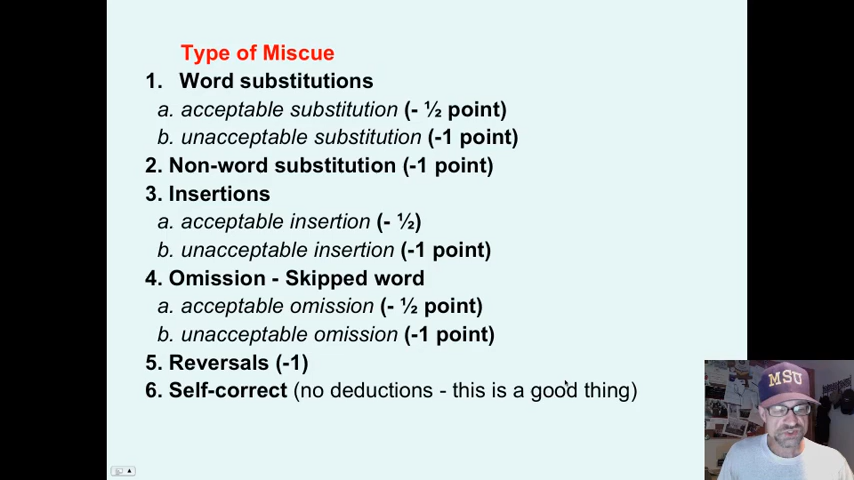 Type of Miscue
1. Word substitutions
a. acceptable substitution (- ½ point)
b. unacceptable substitution (-1 point)
2. Non-word substitution (-1 point)
3. Insertions
a. acceptable insertion (- ½)
b. unacceptable insertion (-1 point)
4. Omission - Skipped word
a. acceptable omission (- ½ point)
b. unacceptable omission (-1 point)
5. Reversals (-1)
6. Self-correct (no deductions - this is a good thing)
MSU